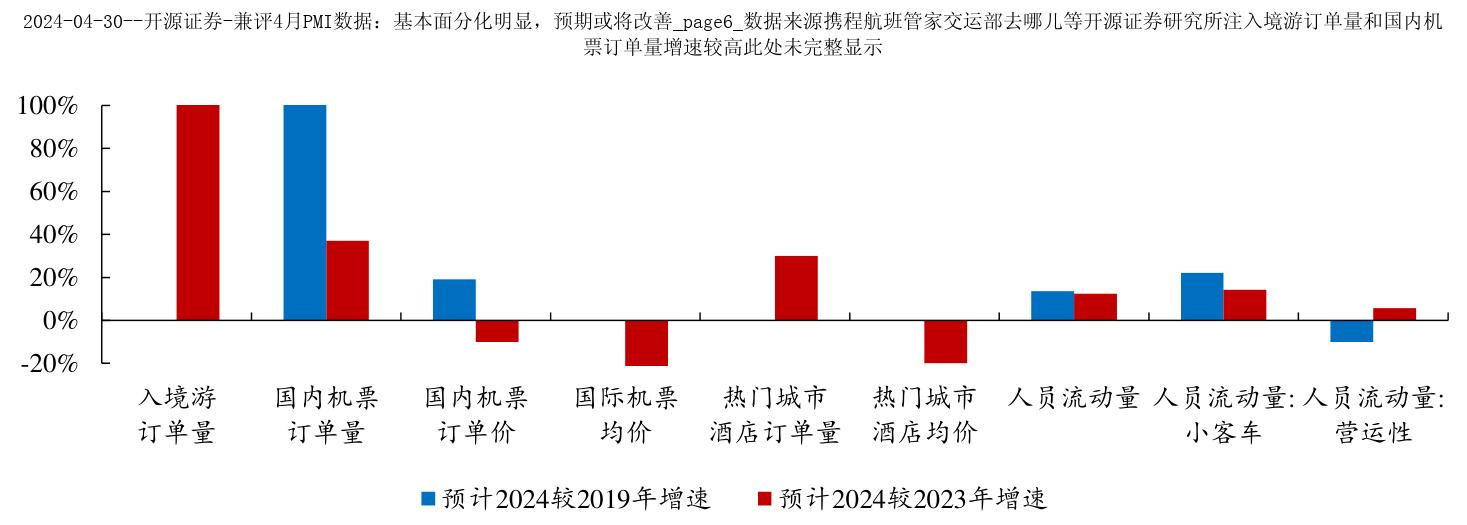 2024-04-30--开源证券-兼评4月PMI数据：基本面分化明显，预期或将改善_page6_数据来源携程航班管家交运部去哪儿等开源证券研究所注入境游订单量和国内机
票订单量增速较高此处未完整显示
100%
80%
60%
40%
20%
0%
-20%
入境游 国内机票 国内机票 国际机票 热门城市 热门城市 人员流动量 人员流动量: 人员流动量:
订单量 订单量 订单价 均价 酒店订单量 酒店均价 小客车 营运性
预计2024较2019年增速 预计2024较2023年增速